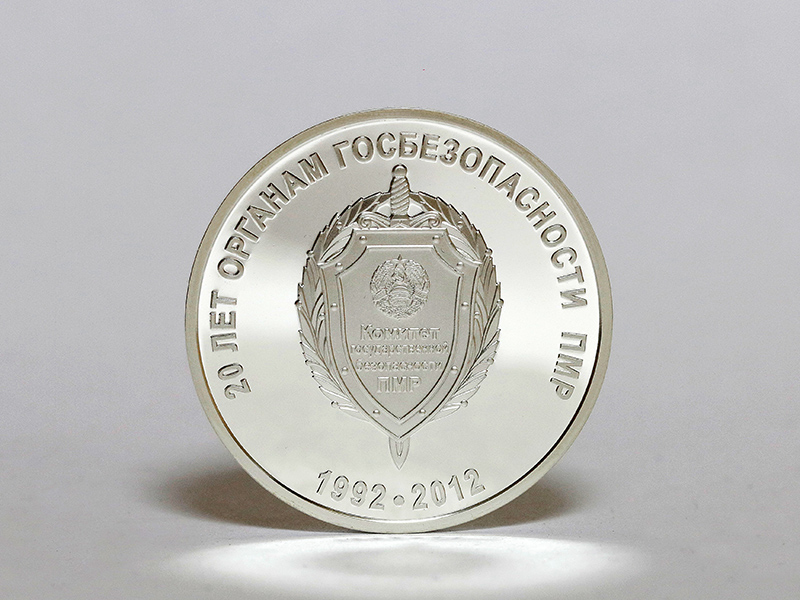 20 ЛЕТ ОРГАНАМ ГОСБЕЗОПАСНОСТИ ПМР
Комитет
государственной
безопасности
ПМР
1992•2012